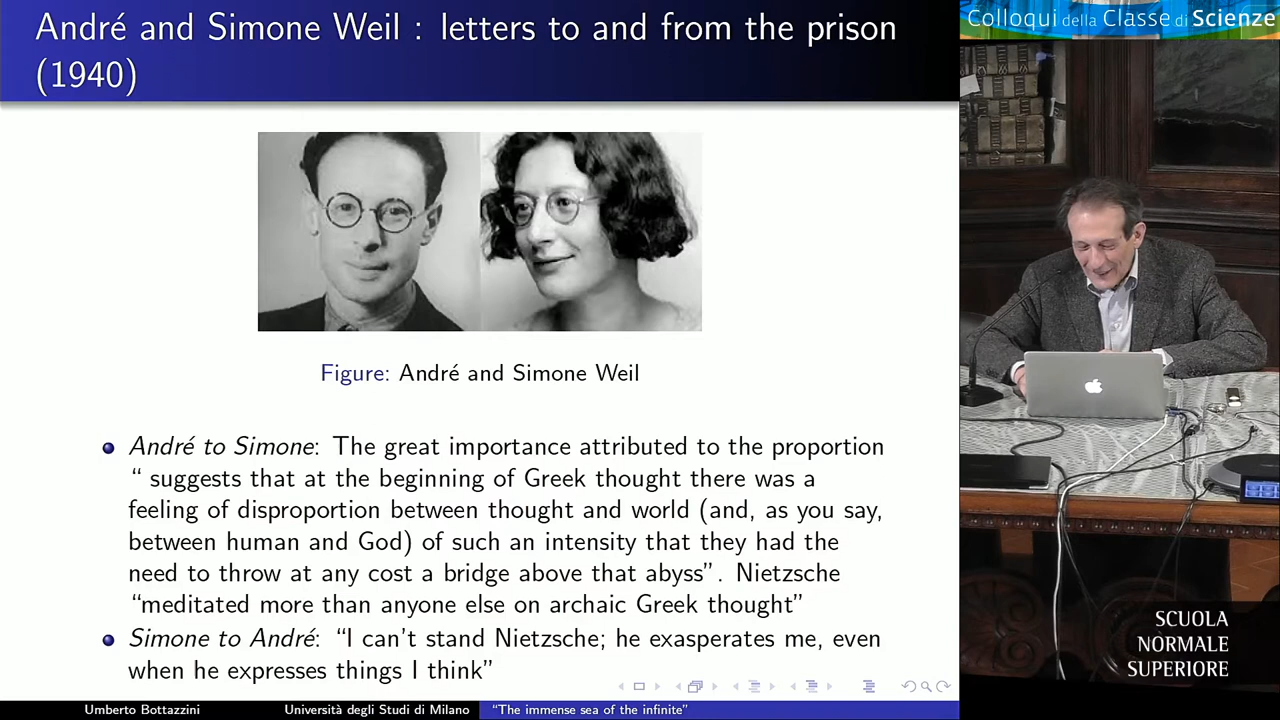 André and Simone Weil : letters to and from the prison
(1940)
Figure: André and Simone Weil
André to Simone: The great importance attributed to the proportion
“ suggests that at the beginning of Greek thought there was a
feeling of disproportion between thought and world (and, as you say,
between human and God) of such an intensity that they had the
need to throw at any cost a bridge above that abyss”. Nietzsche
“meditated more than anyone else on archaic Greek thought”
Simone to André: “I can’t stand Nietzsche; he exasperates me, even
when he expresses things I think”
Umberto Bottazzini
Università degli Studi di Milano
“The immense sea of the infinite”
Colloqui della Classe di Scienze
SCUOLA
NORMALE
SUPERIORE